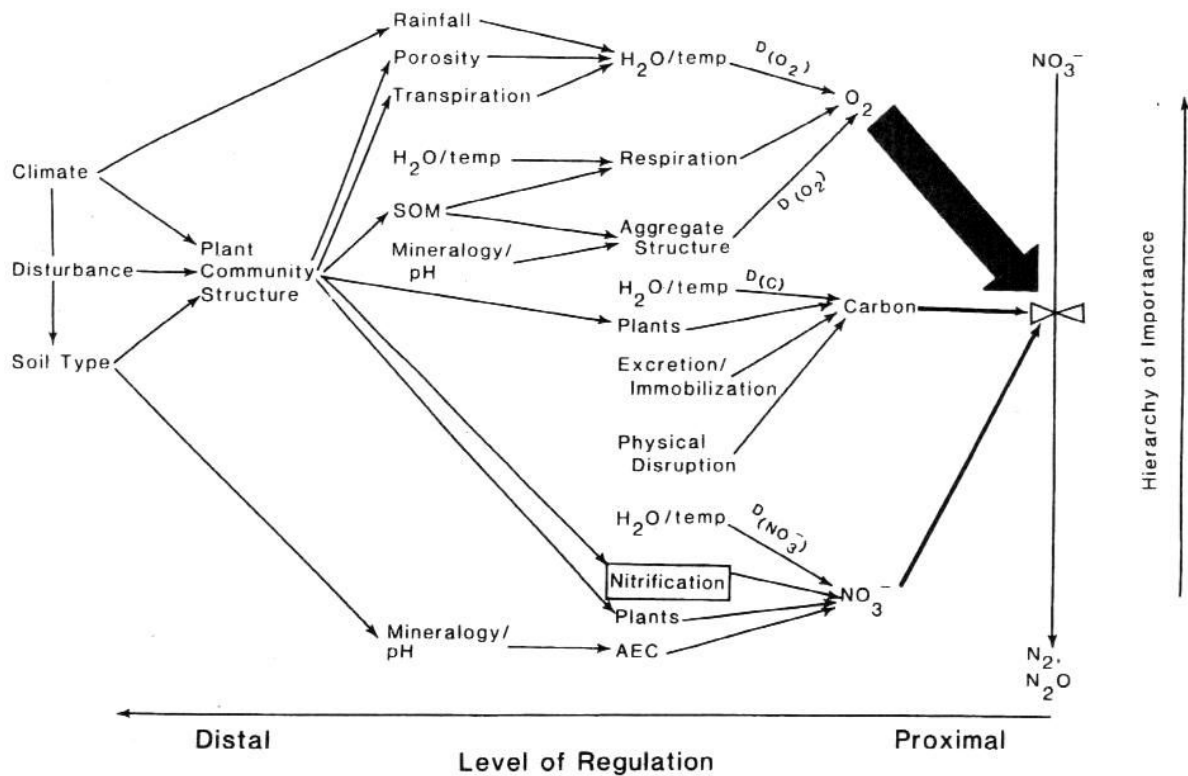 Rainfall
Porosity
Transpiration
H₂O/temp
D(O₂)
O₂
NO₃⁻
Climate
H₂O/temp
Respiration
SOM
D(O₂)
Aggregate
Structure
Mineralogy/
pH
Disturbance
Plant
Community
Structure
H₂O/temp
D(C)
Carbon
Plants
Soil Type
Excretion/
Immobilization
Physical
Disruption
H₂O/temp
D(NO₃⁻)
Nitrification
NO₃⁻
Plants
Mineralogy/
pH
AEC
N₂,
N₂O
Hierarchy of Importance
Distal
Proximal
Level of Regulation